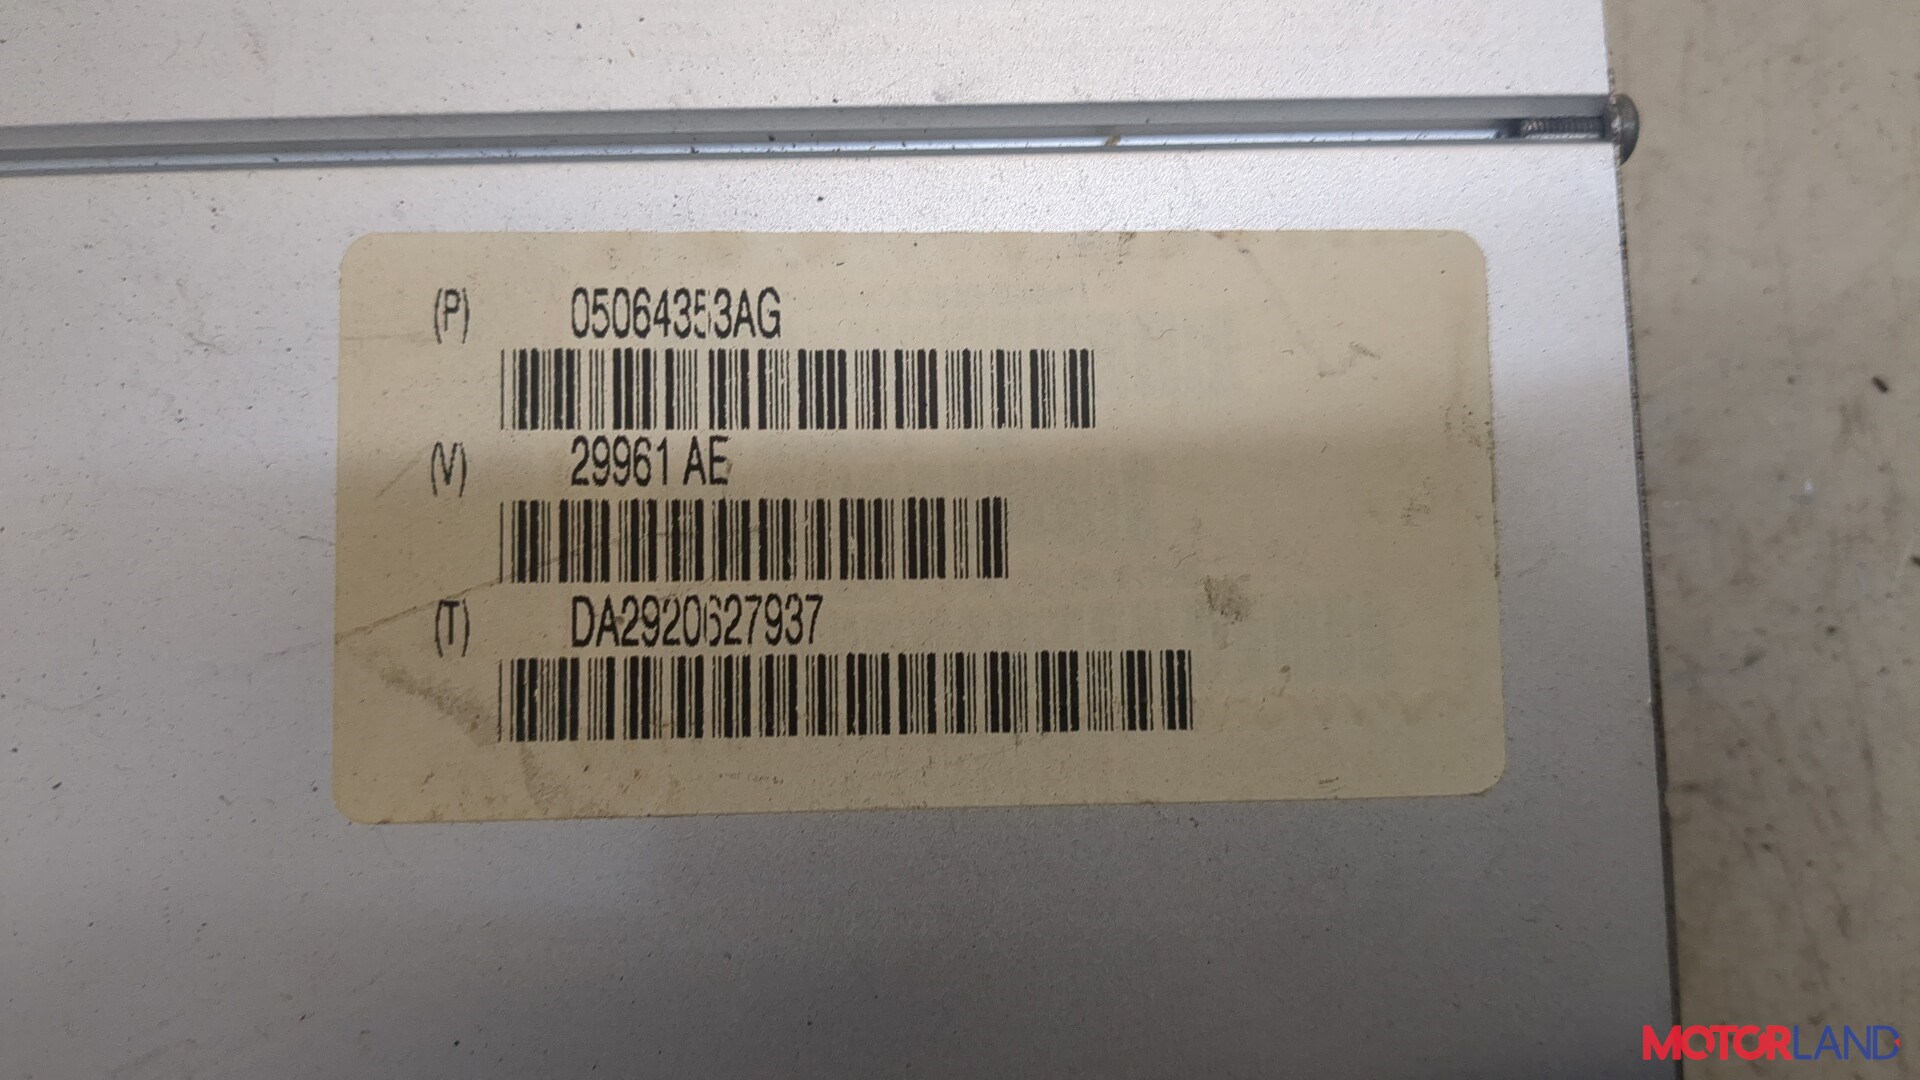 (P) 05064353AG
(V) 29961 AE
(T) DA2920627937
MOTORLAND